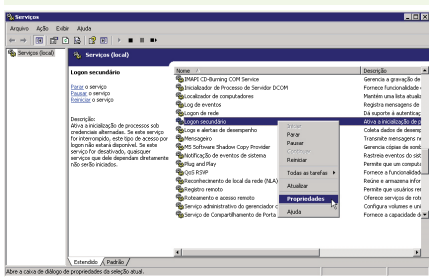 Serviços
Arquivo Ação Exibir Ajuda
Serviços (local)
Serviços (local)
Logon secundário
Parar o serviço
Pausar o serviço
Reiniciar o serviço
Descrição:
Ativa a inicialização de processos sob
credenciais alternadas. Se este serviço
for interrompido, este tipo de acesso por
logon não estará disponível. Se este
serviço for desativado, quaisquer
serviços que dele dependam diretamente
não serão iniciados.
Nome Descrição
IMAPI CD-Burning COM Service Gerencia a gravação de
Inicializador de Processo de Servidor DCOM Fornece funcionalidade
Localizador de computadores Mantém uma lista atualiz
Log de eventos Registra mensagens de
Logon de rede Dá suporte à autenticaç
Logon secundário Ativa a inicialização de p
Logs e alertas de desempenho Coleta dados de desemp
Mensageiro Transmite mensagens n
MS Software Shadow Copy Provider Gerencia cópias de somb
Notificação de eventos de sistema Rastreia eventos do sist
Plug and Play Permite que um computa
QoS RSVP Fornece a funcionalidad
Reconhecimento de local da rede (NLA) Reúne e armazena infor
Registro remoto Permite que usuários rem
Roteamento e acesso remoto Oferece serviços de rote
Serviço administrativo do gerenciador d Configura volumes e uni
Serviço de Compartilhamento de Porta Fornece a capacidade d
Iniciar
Parar
Pausar
Continuar
Reiniciar
Todas as tarefas
Atualizar
Propriedades
Ajuda
Estendido Padrão
Abre a caixa de diálogo de propriedades da seleção atual.